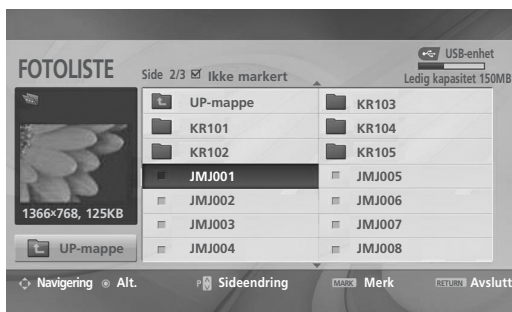 USB-enhet
FOTOLISTE
Side 2/3 Ikke markert
Ledig kapasitet 150MB
UP-mappe
KR103
KR101
KR104
KR102
KR105
JMJ001
JMJ005
JMJ002
JMJ006
JMJ003
JMJ007
JMJ004
JMJ008
1366×768, 125KB
UP-mappe
Navigering Alt. P Sideendring MARK Merk RETURN Avslutt